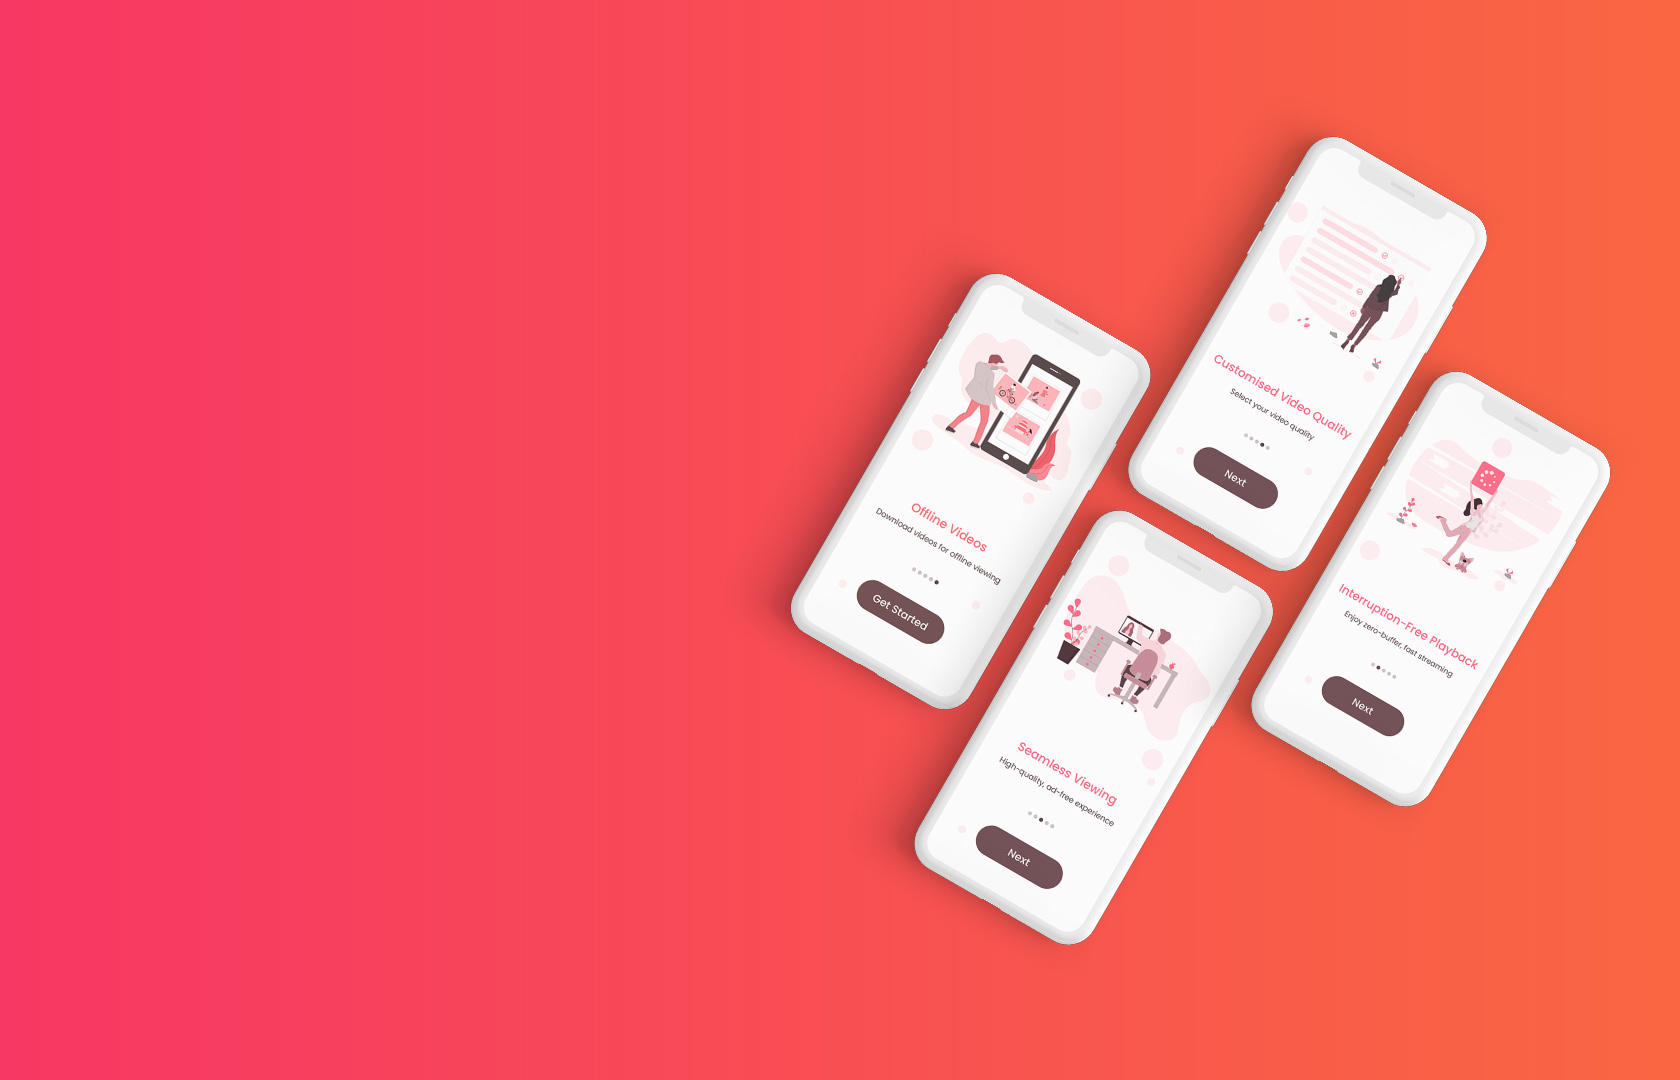 Customised Video Quality
Select your video quality
Next
Offline Videos
Download videos for offline viewing
Get Started
Interruption-Free Playback
Enjoy zero-buffer, fast streaming
Next
Seamless Viewing
High-quality, ad-free experience
Next